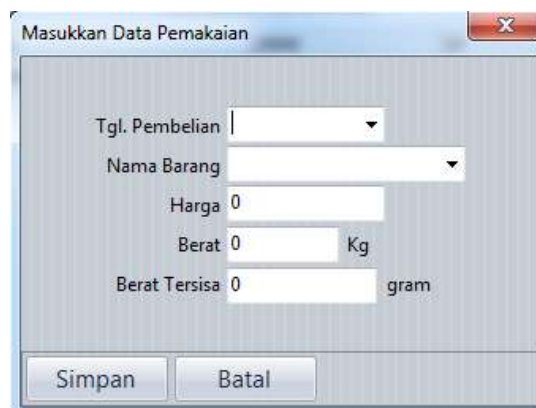 Masukkan Data Pemakaian
Tgl. Pembelian
Nama Barang
Harga 0
Berat 0 Kg
Berat Tersisa 0 gram
Simpan Batal